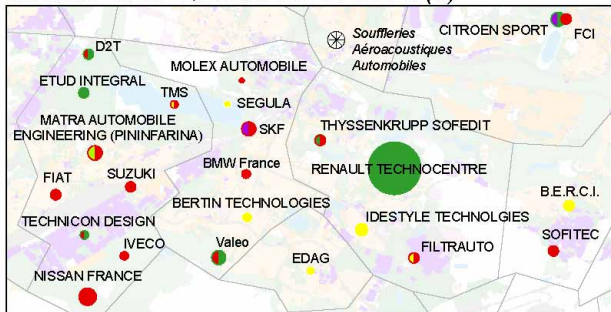 (2)
D2T
Souffleries
Aéroacoustiques
Automobiles
CITROEN SPORT
FCI
MOLEX AUTOMOBILE
ETUD INTEGRAL
TMS
SEGULA
MATRA AUTOMOBILE
ENGINEERING (PININFARINA)
SKF
THYSSENKRUPP SOFEDIT
RENAULT TECHNOCENTRE
FIAT
SUZUKI
BMW France
B.E.R.C.I.
BERTIN TECHNOLOGIES
TECHNICON DESIGN
IDESTYLE TECHNOLGIES
SOFITEC
IVECO
Valeo
EDAG
FILTRAUTO
NISSAN FRANCE